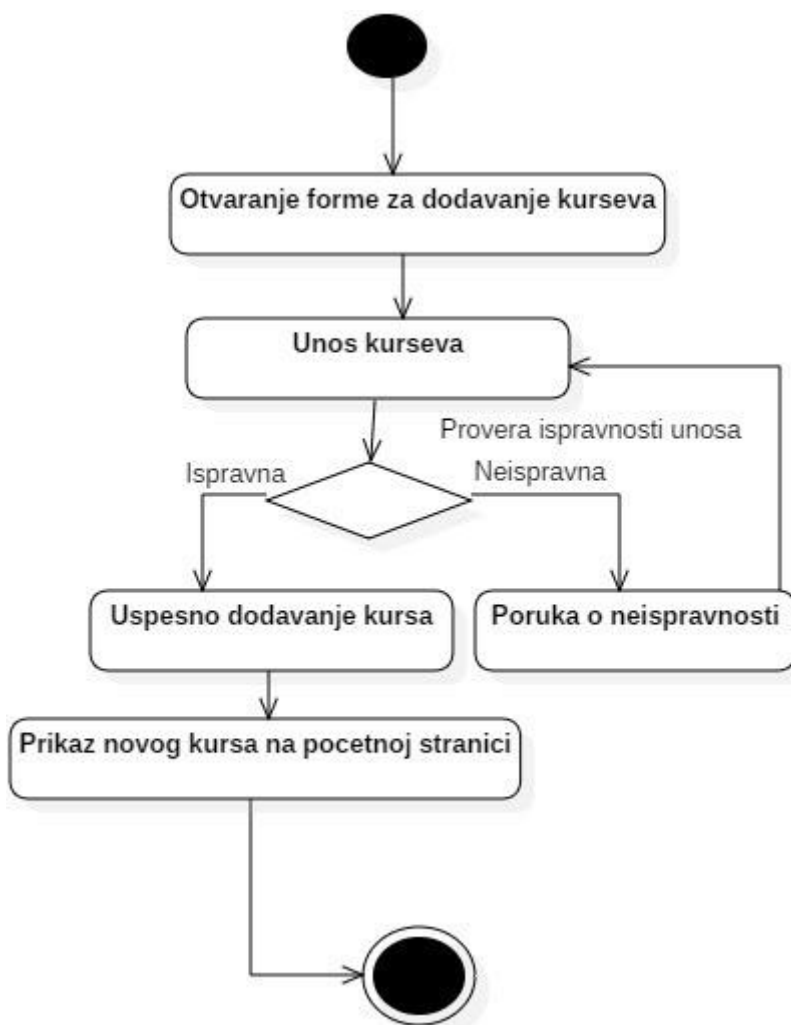 Otvaranje forme za dodavanje kurseva
Unos kurseva
Provera ispravnosti unosa
Ispravna
Neispravna
Uspesno dodavanje kursa
Poruka o neispravnosti
Prikaz novog kursa na pocetnoj stranici